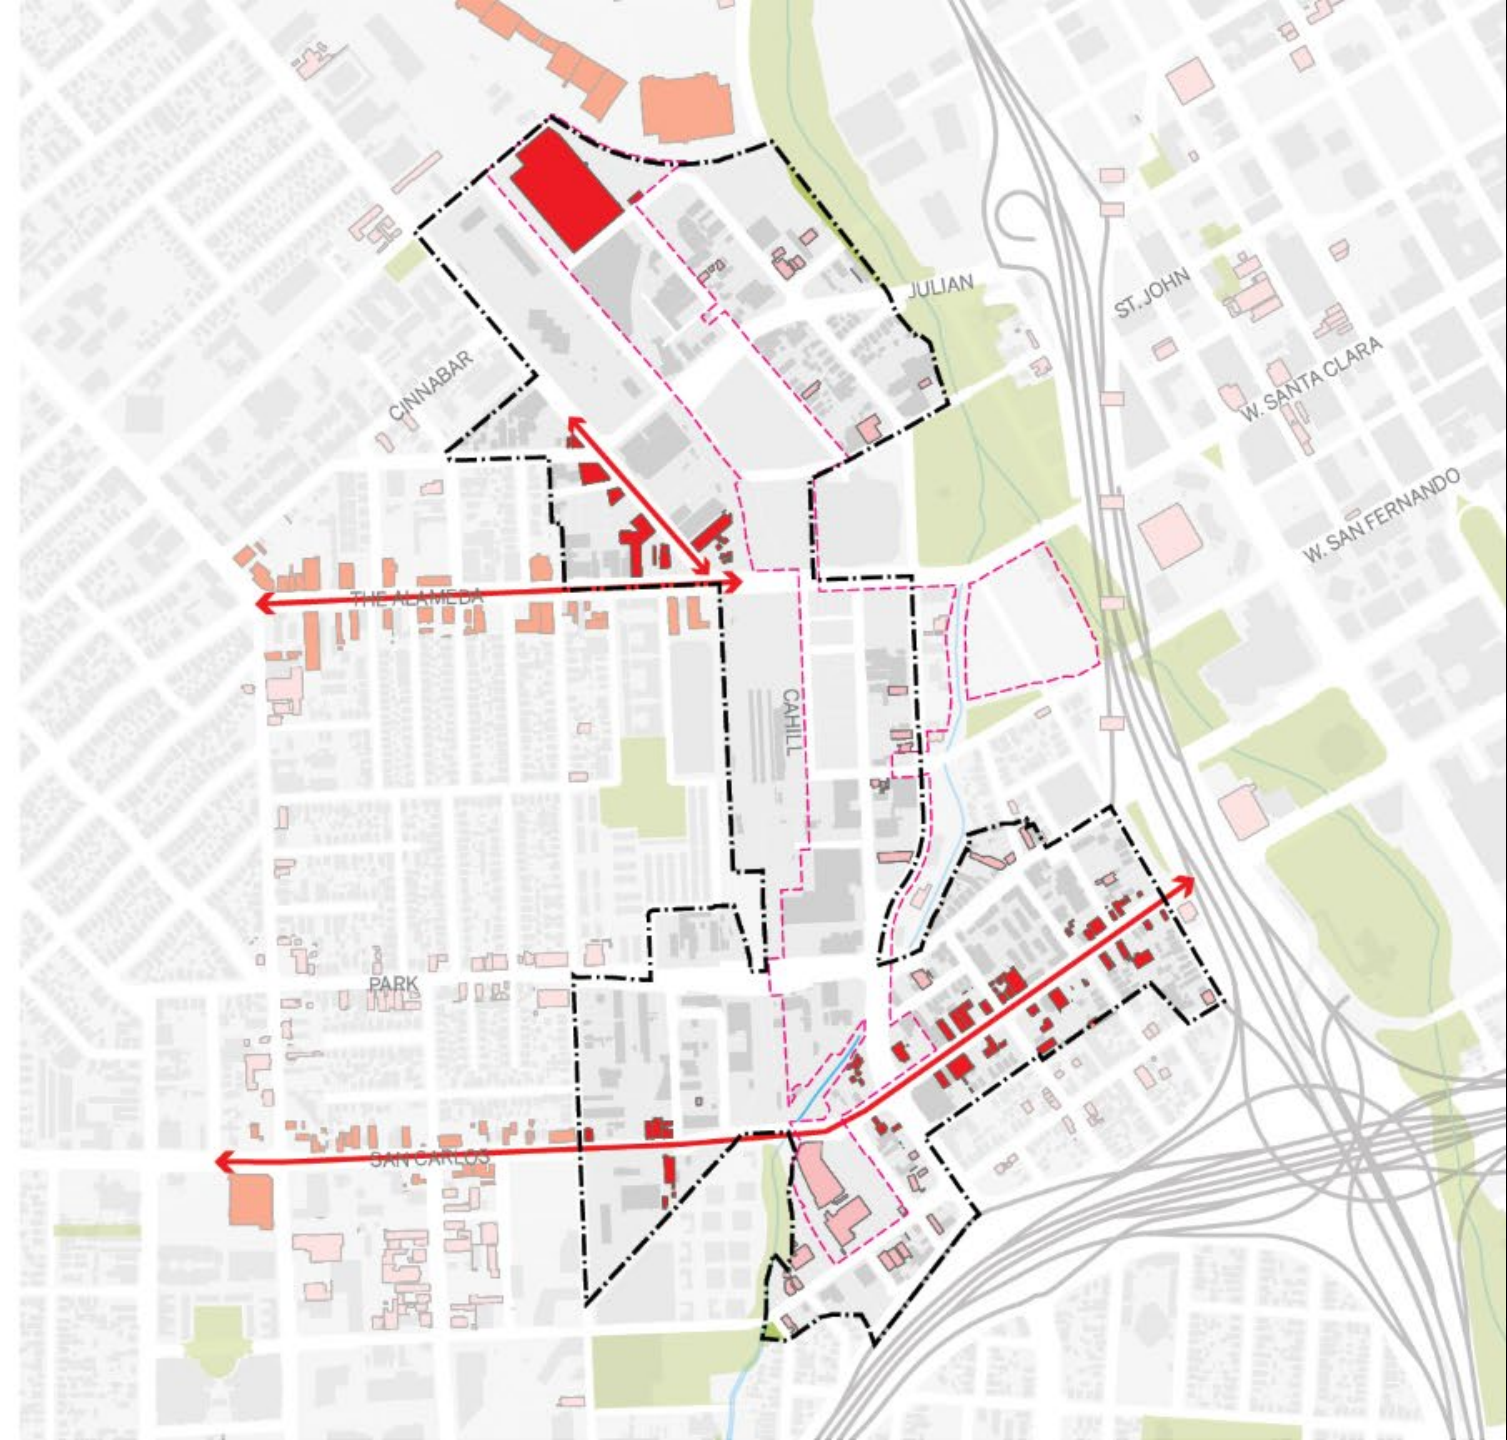 JULIAN
ST. JOHN
W. SANTA CLARA
CINNABAR
W. SAN FERNANDO
THE ALAMEDA
CAHILL
PARK
SAN CARLOS